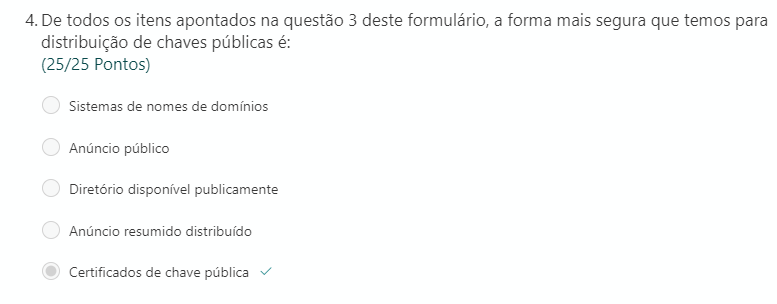 4. De todos os itens apontados na questão 3 deste formulário, a forma mais segura que temos para
distribuição de chaves públicas é:
(25/25 Pontos)
Sistemas de nomes de domínios
Anúncio público
Diretório disponível publicamente
Anúncio resumido distribuído
Certificados de chave pública